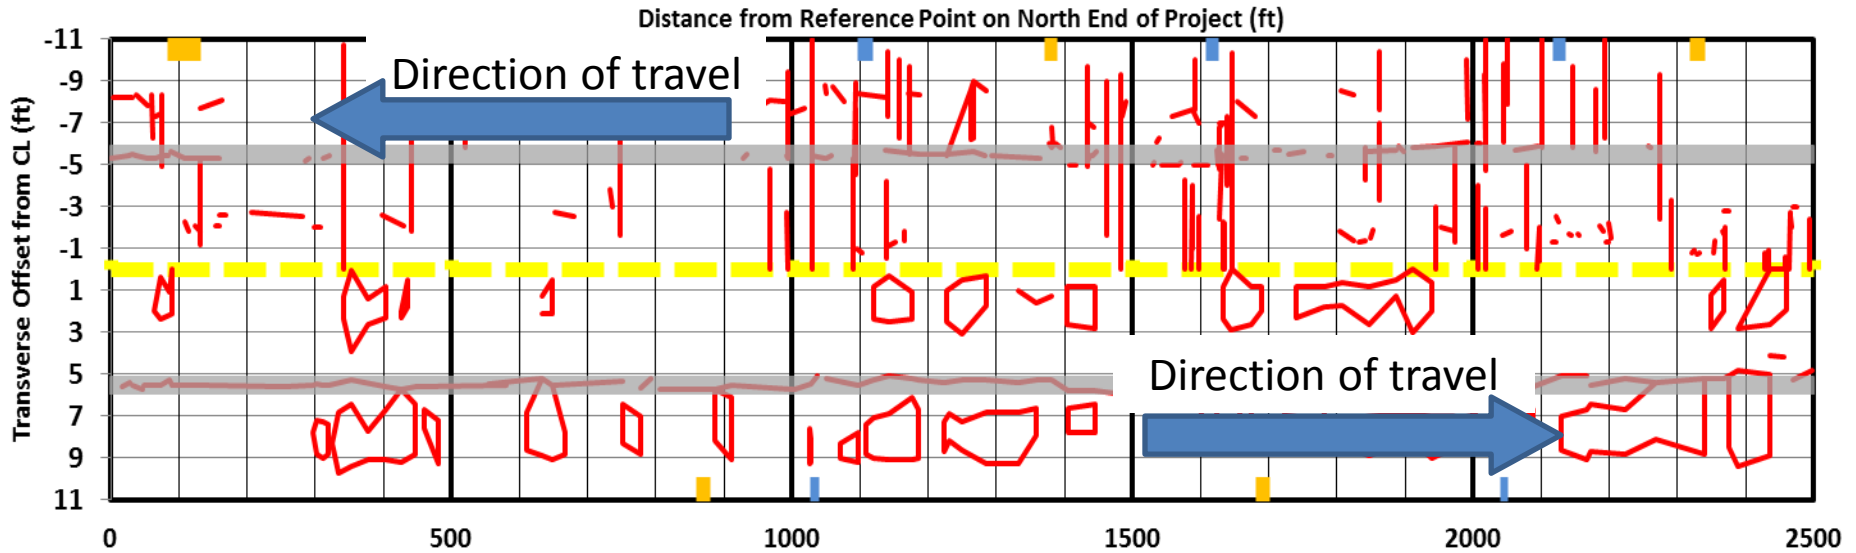 Distance from Reference Point on North End of Project (ft)
Transverse Offset from CL (ft)
-11
-9
-7
-5
-3
-1
1
3
5
7
9
11
Direction of travel
Direction of travel
0 500 1000 1500 2000 2500